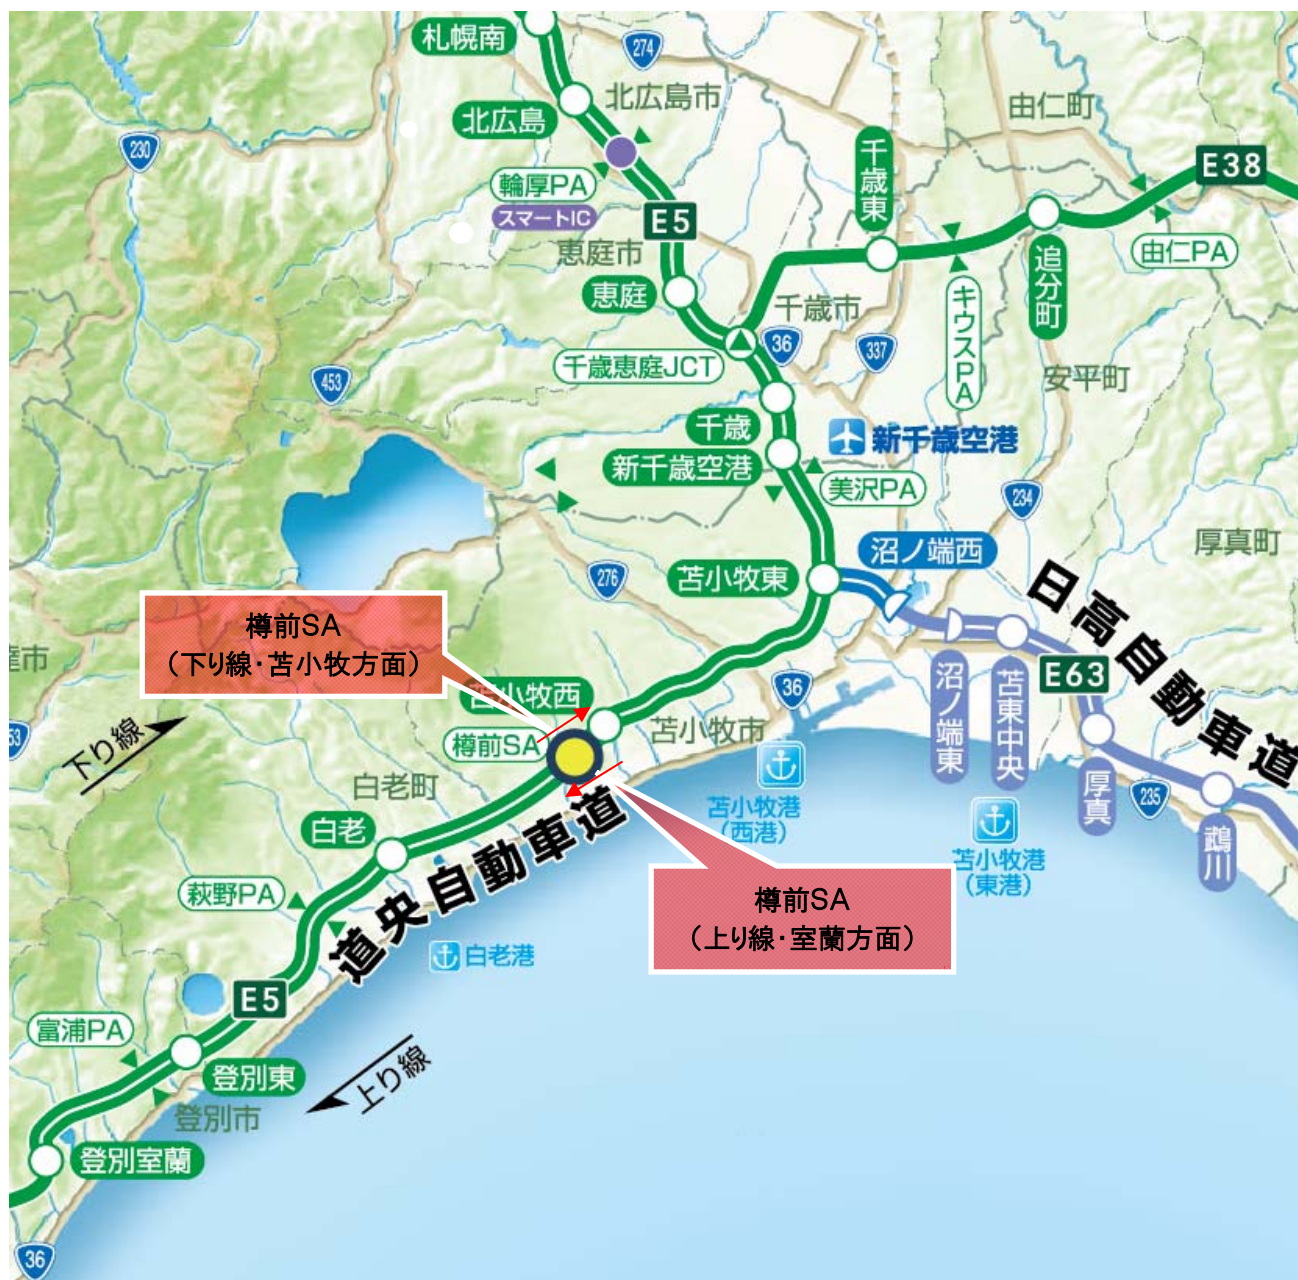 札幌南
274
北広島
北広島市
由仁町
230
輪厚PA
スマートIC
千歳東
E38
E5
恵庭市
恵庭
追分町
由仁PA
キウスPA
千歳市
36
337
千歳恵庭JCT
453
安平町
千歳
新千歳空港
新千歳空港
美沢PA
234
沼ノ端西
厚真町
276
苫小牧東
日高自動車道
樽前SA
(下り線・苫小牧方面)
E63
沼ノ端東
苫東中央
厚真
235
鵡川
36
苫小牧西
苫小牧市
樽前SA
53
下り線
白老町
苫小牧港
(西港)
苫小牧港
(東港)
白老
道央自動車道
樽前SA
(上り線・室蘭方面)
萩野PA
白老港
E5
富浦PA
登別東
登別市
上り線
登別室蘭
36